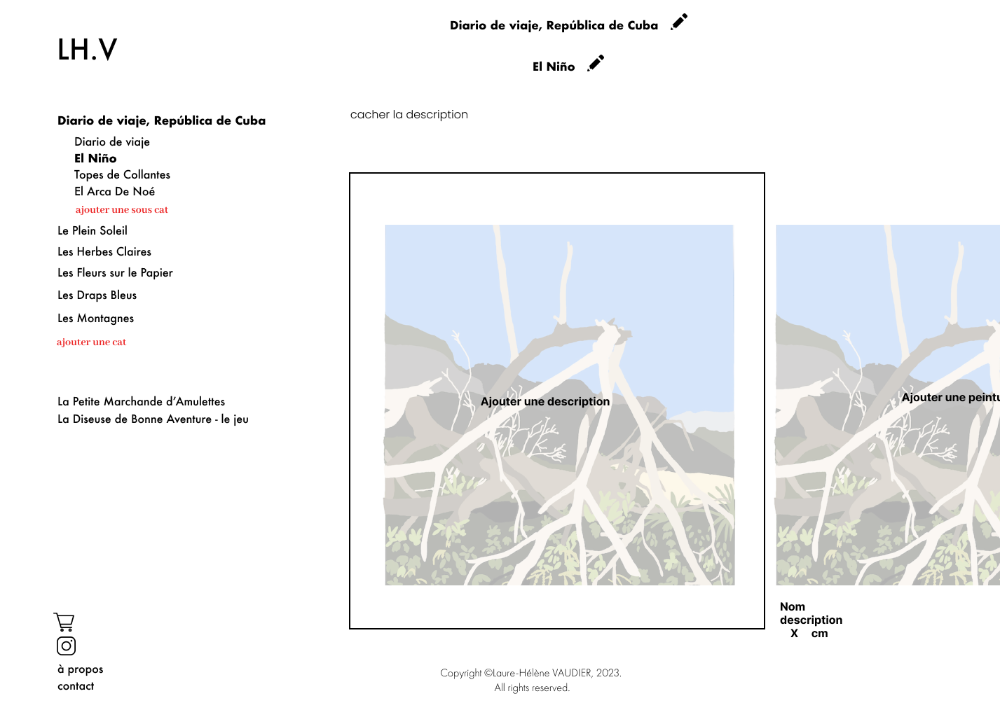 LH.V
Diario de viaje, República de Cuba
El Niño
Diario de viaje, República de Cuba
Diario de viaje
El Niño
Topes de Collantes
El Arca De Noé
ajouter une sous cat
Le Plein Soleil
Les Herbes Claires
Les Fleurs sur le Papier
Les Draps Bleus
Les Montagnes
ajouter une cat
La Petite Marchande d’Amulettes
La Diseuse de Bonne Aventure - le jeu
à propos
contact
cacher la description
Ajouter une description
Ajouter une peintu
Nom
description
X cm
Copyright ©Laure-Hélène VAUDIER, 2023.
All rights reserved.